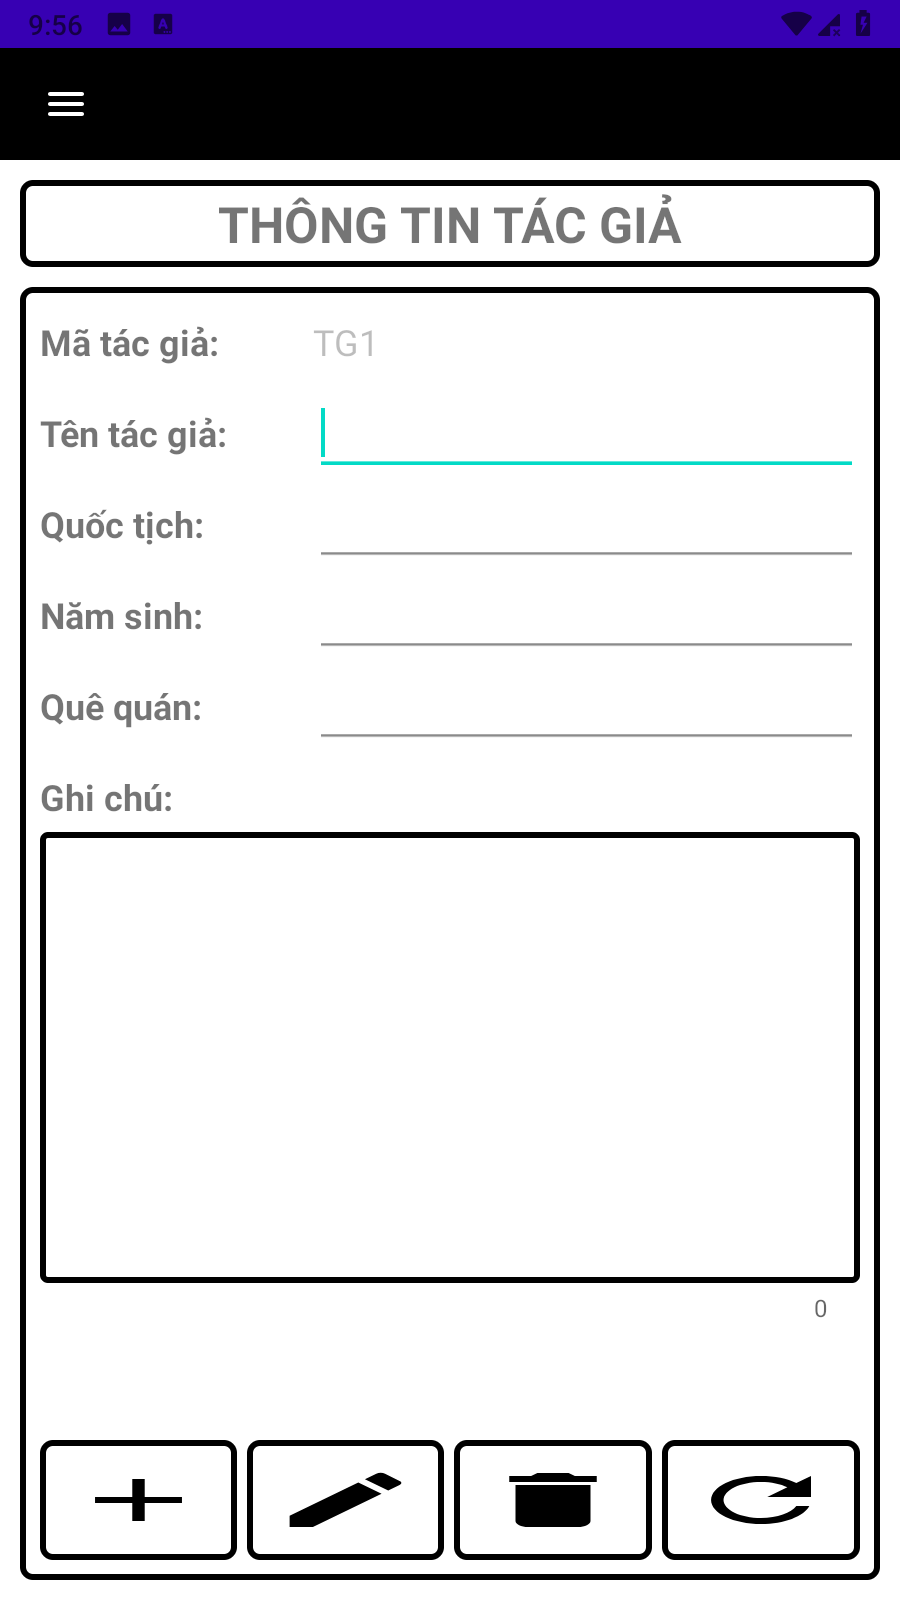 9:56
THÔNG TIN TÁC GIẢ
Mã tác giả: TG1
Tên tác giả:
Quốc tịch:
Năm sinh:
Quê quán:
Ghi chú:
0